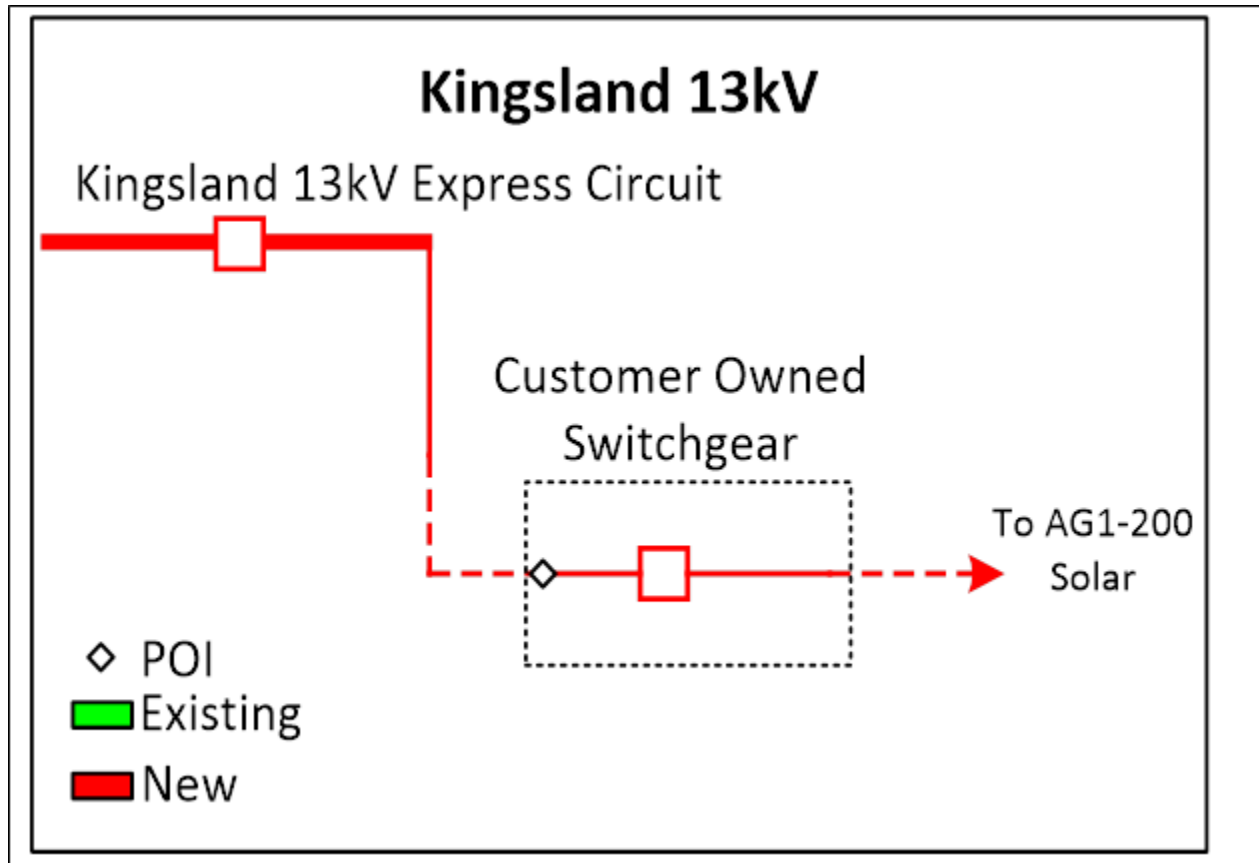 Kingsland 13kV
Kingsland 13kV Express Circuit
Customer Owned
Switchgear
To AG1-200
Solar
POI
Existing
New